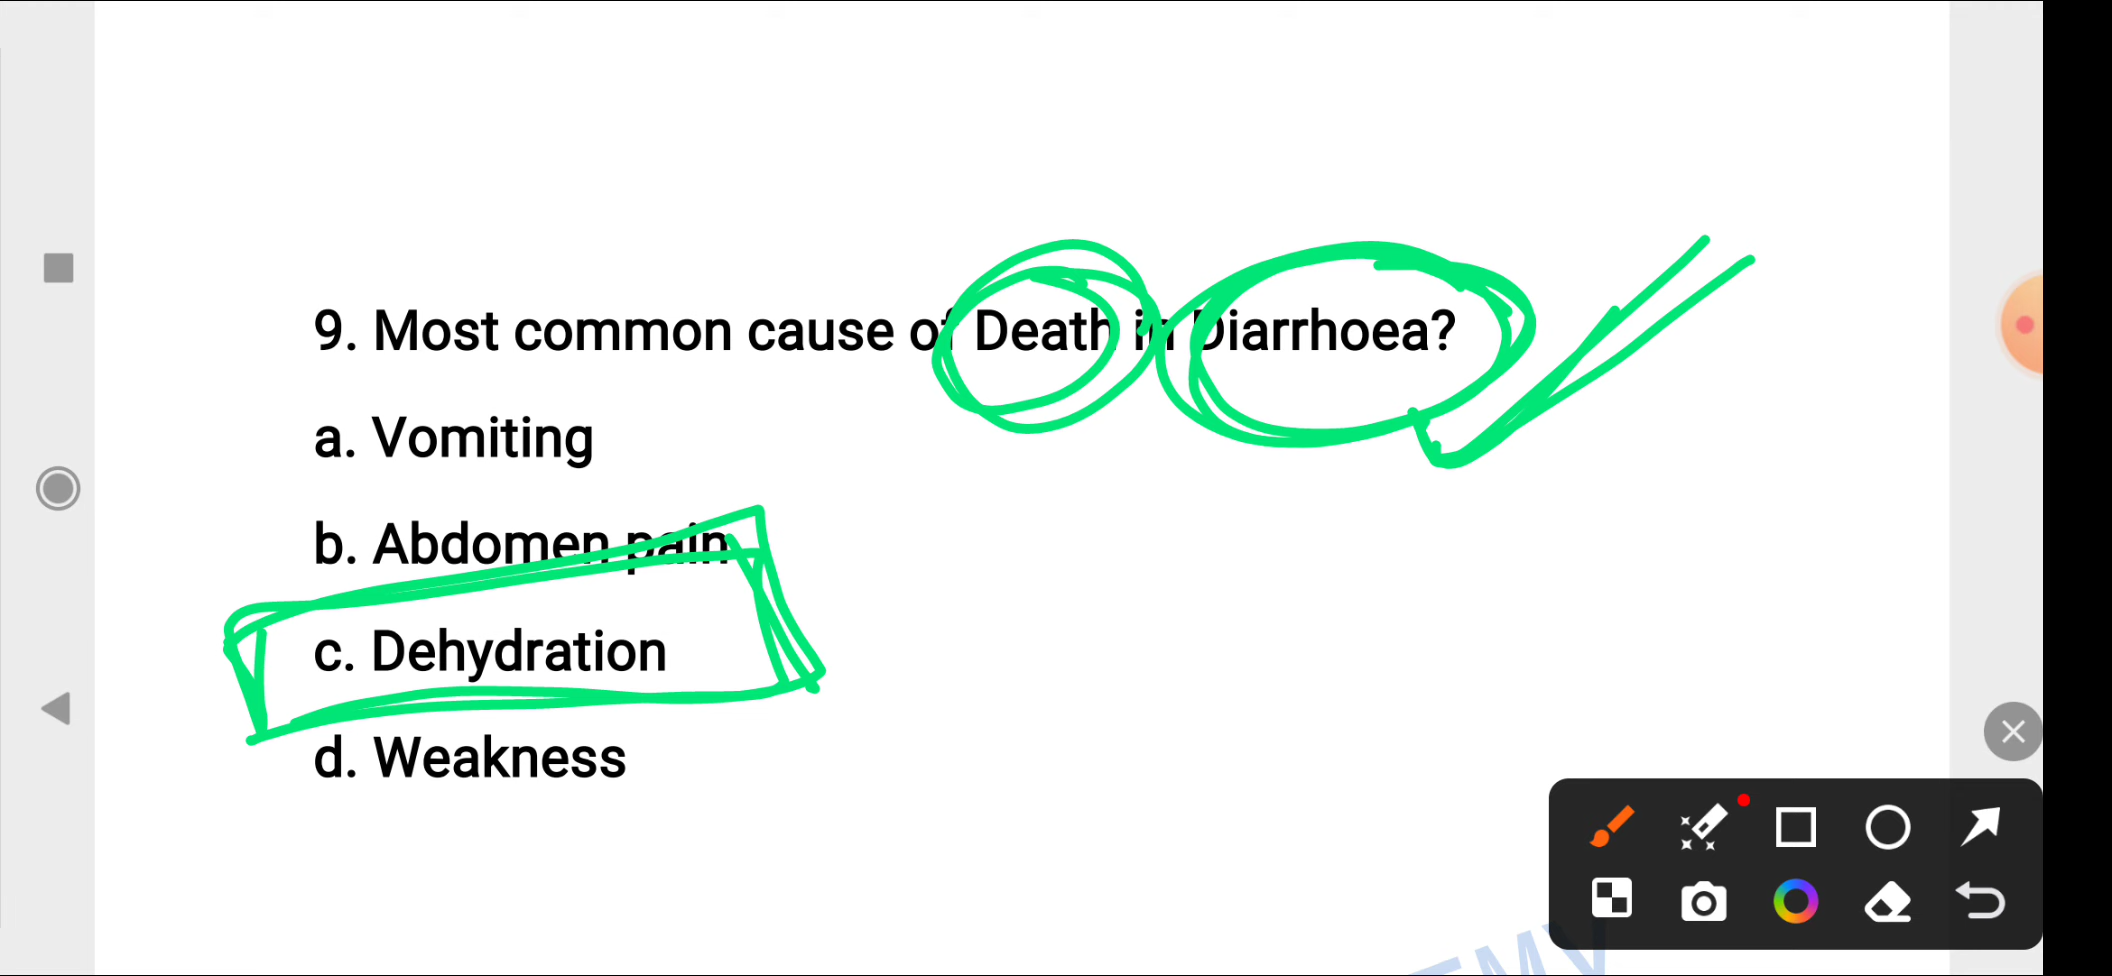 9. Most common cause of Death in Diarrhoea?
a. Vomiting
b. Abdomen pain
c. Dehydration
d. Weakness